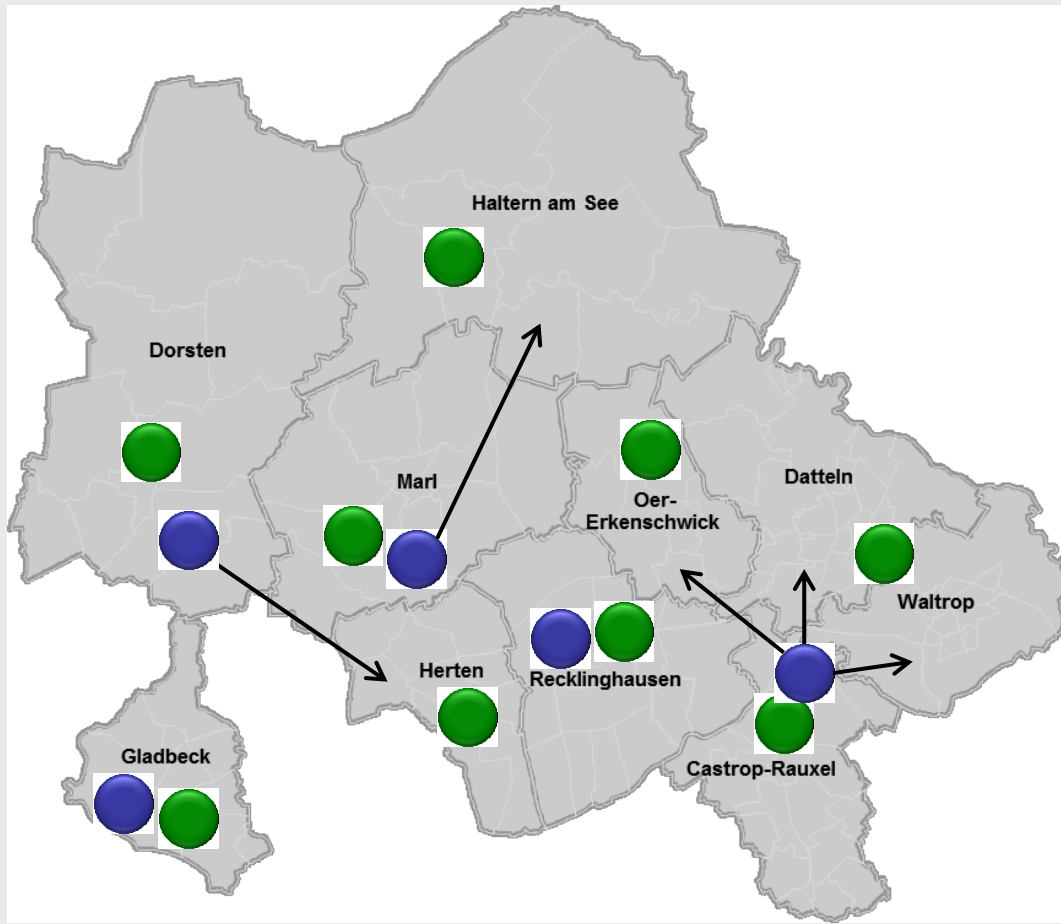 Haltern am See
Dorsten
Marl
Datteln
Oer-
Erkenschwick
Waltrop
Herten
Recklinghausen
Gladbeck
Castrop-Rauxel